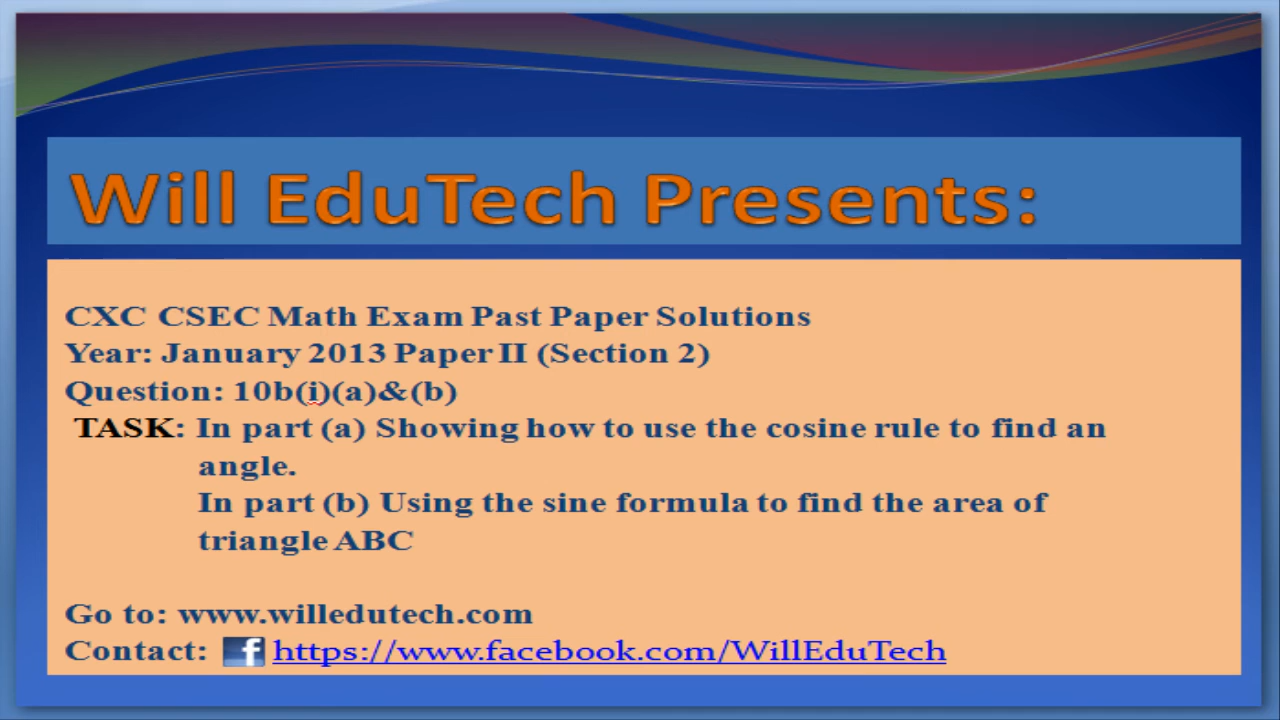 Will EduTech Presents:
CXC CSEC Math Exam Past Paper Solutions
Year: January 2013 Paper II (Section 2)
Question: 10b(i)(a)&(b)
TASK: In part (a) Showing how to use the cosine rule to find an
angle.
In part (b) Using the sine formula to find the area of
triangle ABC
Go to: www.willedutech.com
Contact: f https://www.facebook.com/WillEduTech